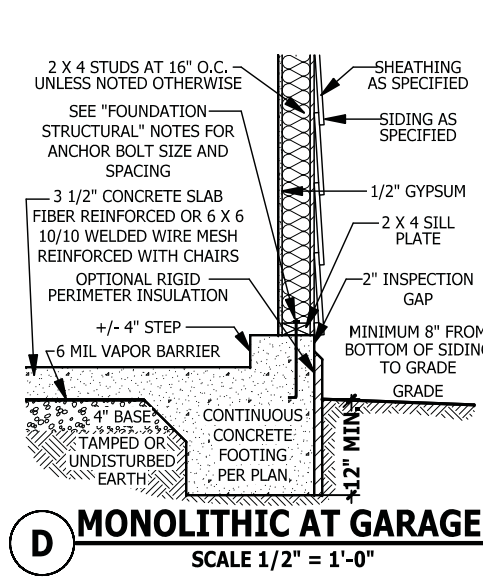 2 X 4 STUDS AT 16" O.C.
UNLESS NOTED OTHERWISE
SEE "FOUNDATION
STRUCTURAL" NOTES FOR
ANCHOR BOLT SIZE AND
SPACING
3 1/2" CONCRETE SLAB
FIBER REINFORCED OR 6 X 6
10/10 WELDED WIRE MESH
REINFORCED WITH CHAIRS
OPTIONAL RIGID
PERIMETER INSULATION
+/- 4" STEP
6 MIL VAPOR BARRIER
4" BASE
TAMPED OR
UNDISTURBED
EARTH
CONTINUOUS
CONCRETE
FOOTING
PER PLAN
SHEATHING
AS SPECIFIED
SIDING AS
SPECIFIED
1/2" GYPSUM
2 X 4 SILL
PLATE
2" INSPECTION
GAP
MINIMUM 8" FROM
BOTTOM OF SIDING
TO GRADE
GRADE
12" MIN.
D
MONOLITHIC AT GARAGE
SCALE 1/2" = 1'-0"